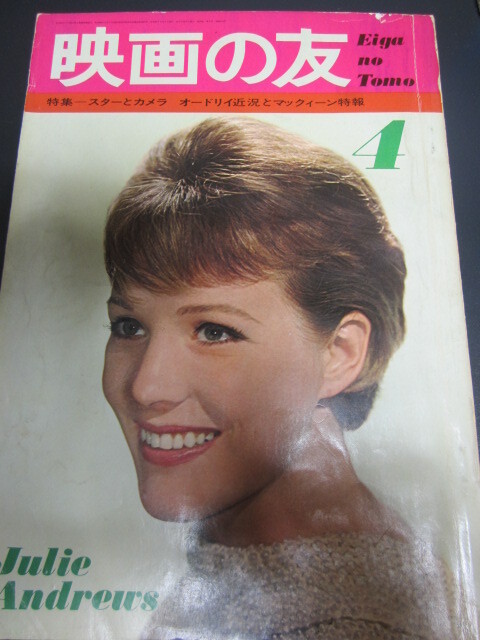 映画の友
Eiga
no
Tomo
特集—スターとカメラ オードリイ近況とマックィーン特報
4
Julie
Andrews